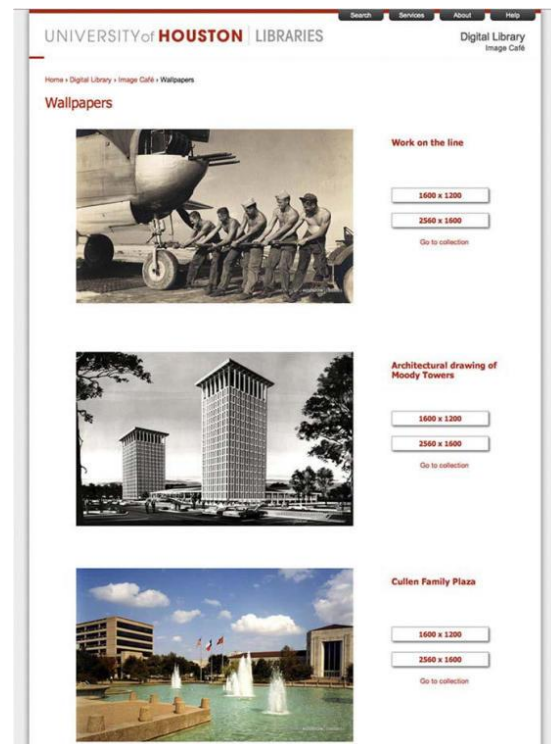 Search Services About Help
UNIVERSITY of HOUSTON LIBRARIES
Digital Library
Image Café
Home › Digital Library › Image Café › Wallpapers
Wallpapers
Work on the line
1600 x 1200
2560 x 1600
Go to collection
Architectural drawing of
Moody Towers
1600 x 1200
2560 x 1600
Go to collection
Cullen Family Plaza
1600 x 1200
2560 x 1600
Go to collection